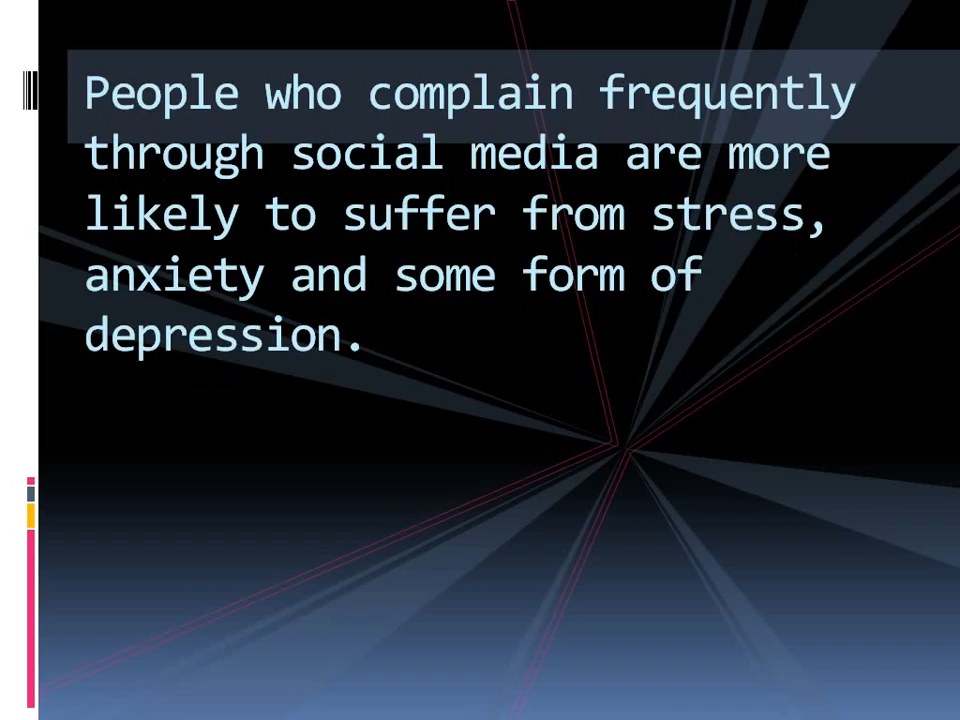 People who complain frequently
through social media are more
likely to suffer from stress,
anxiety and some form of
depression.